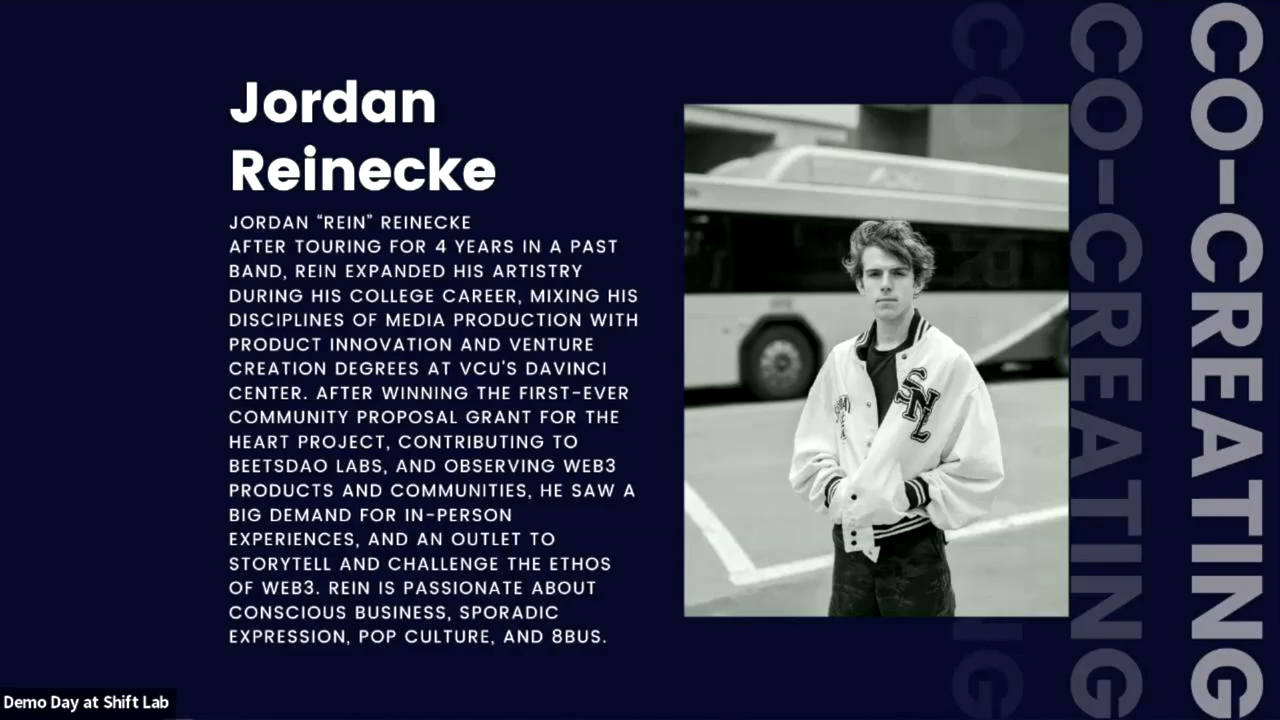 Jordan
Reinecke
JORDAN “REIN” REINECKE
AFTER TOURING FOR 4 YEARS IN A PAST
BAND, REIN EXPANDED HIS ARTISTRY
DURING HIS COLLEGE CAREER, MIXING HIS
DISCIPLINES OF MEDIA PRODUCTION WITH
PRODUCT INNOVATION AND VENTURE
CREATION DEGREES AT VCU'S DAVINCI
CENTER. AFTER WINNING THE FIRST-EVER
COMMUNITY PROPOSAL GRANT FOR THE
HEART PROJECT, CONTRIBUTING TO
BEETSDAO LABS, AND OBSERVING WEB3
PRODUCTS AND COMMUNITIES, HE SAW A
BIG DEMAND FOR IN-PERSON
EXPERIENCES, AND AN OUTLET TO
STORYTELL AND CHALLENGE THE ETHOS
OF WEB3. REIN IS PASSIONATE ABOUT
CONSCIOUS BUSINESS, SPORADIC
EXPRESSION, POP CULTURE, AND 8BUS.
SNL
CO-CREATING
CO-CREATING
Demo Day at Shift Lab